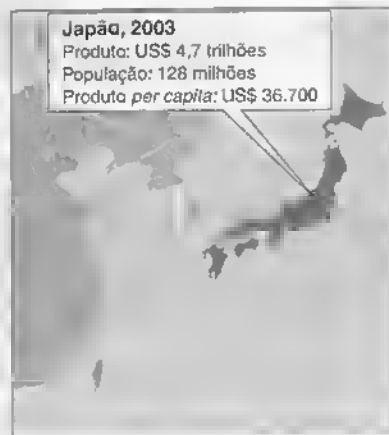 Japão, 2003
Produto: US$ 4,7 trilhões
População: 128 milhões
Produto per capita: US$ 36.700